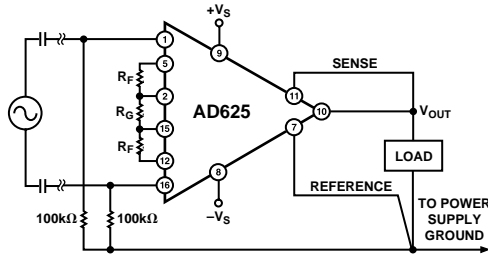 +VS
1
9
5
SENSE
RF
11
2
AD625
RG
10
VOUT
15
7
RF
LOAD
12
8
REFERENCE
16
–VS
TO POWER
SUPPLY
GROUND
100kΩ
100kΩ